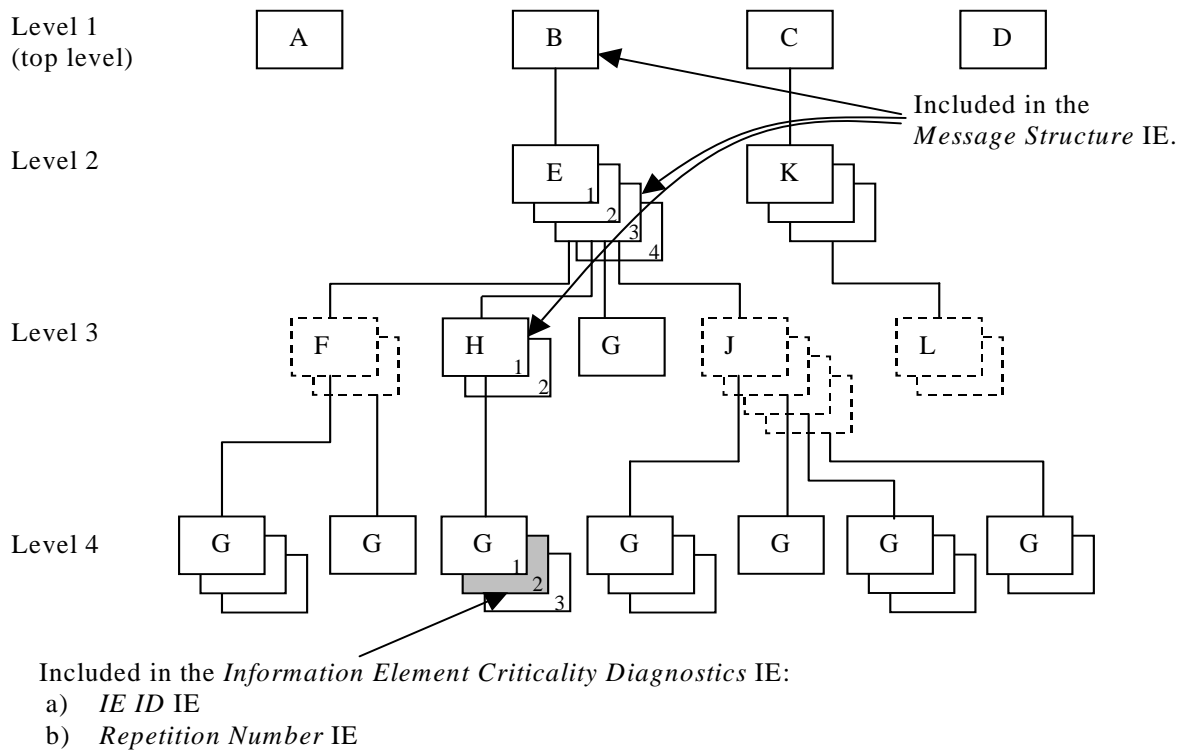 Level 1
(top level)
A
B
C
D
Included in the
Message Structure IE.
Level 2
E
1
2
3
4
K
Level 3
F
H
1
2
G
J
L
Level 4
G
G
G
1
2
3
G
G
G
G
Included in the Information Element Criticality Diagnostics IE:
a) IE ID IE
b) Repetition Number IE